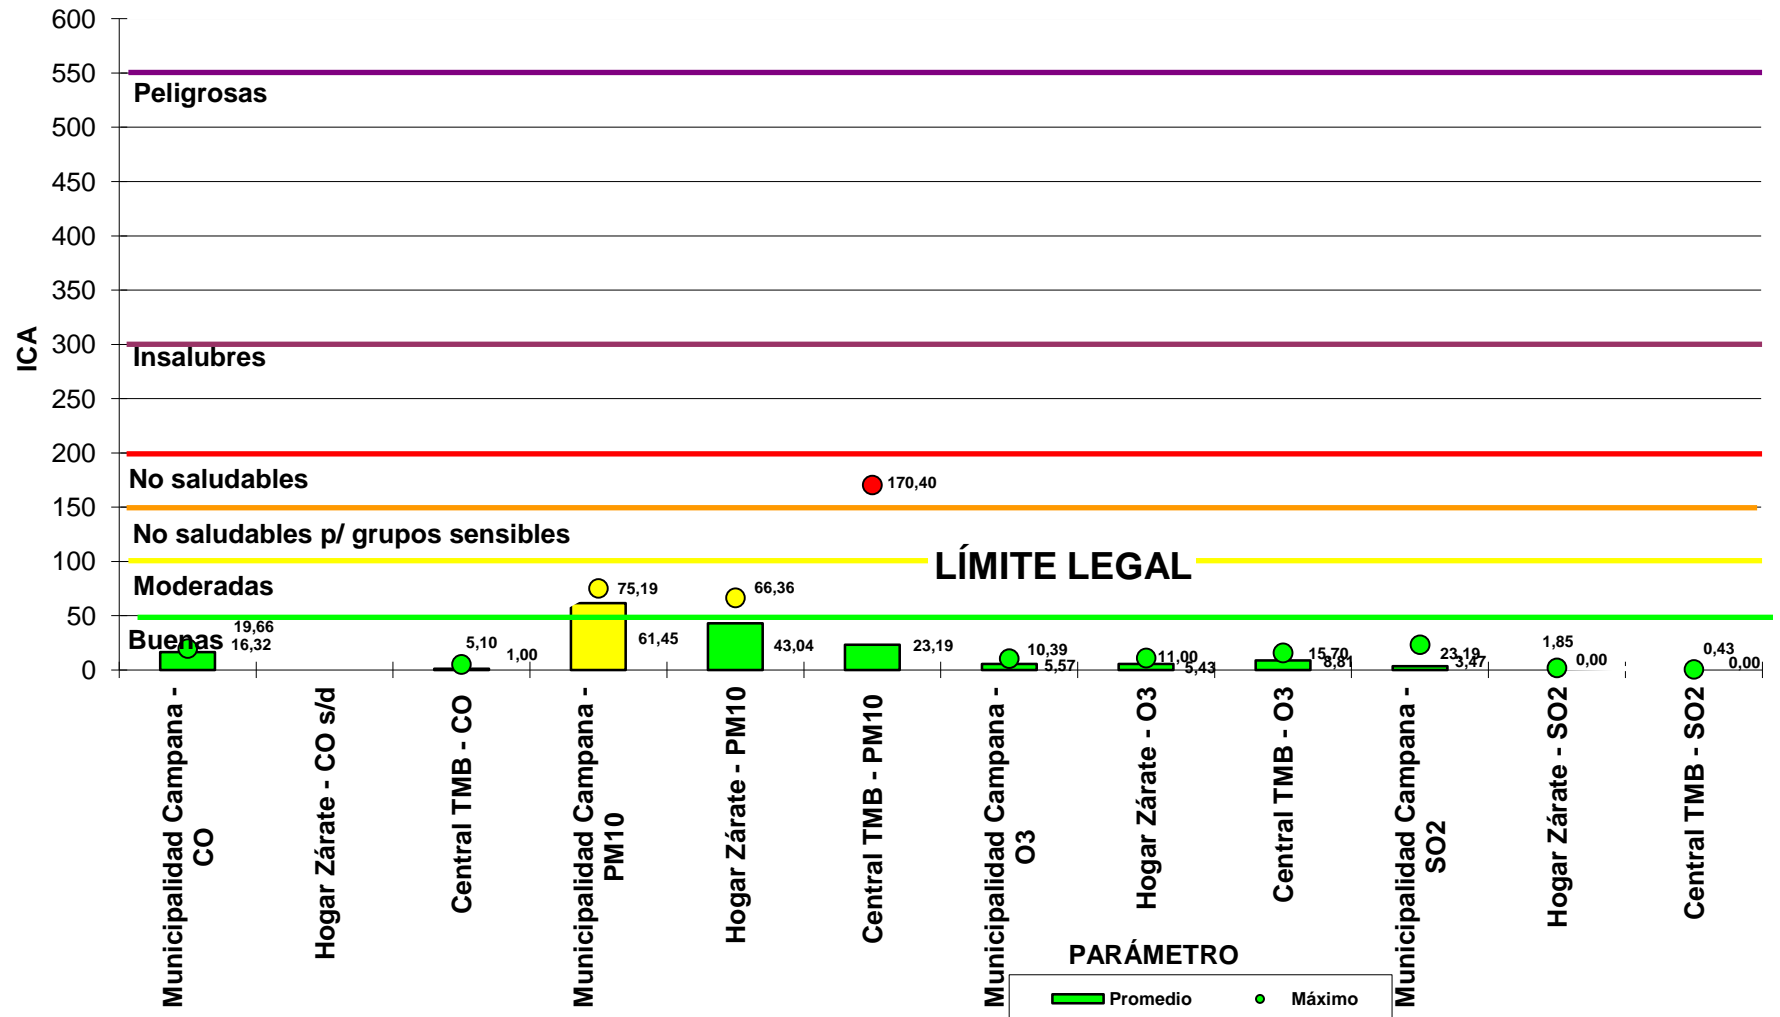 600
550
500
450
400
350
300
250
200
150
100
50
0
ICA
Peligrosas
Insalubres
No saludables
No saludables p/ grupos sensibles
LÍMITE LEGAL
Moderadas
Buenas
19,66
16,32
5,10
1,00
75,19
61,45
66,36
43,04
170,40
23,19
10,39
5,57
11,00
5,43
15,70
8,81
23,19
3,47
1,85
0,00
0,43
0,00
Municipalidad Campana -
CO
Hogar Zárate - CO s/d
Central TMB - CO
Municipalidad Campana -
PM10
Hogar Zárate - PM10
Central TMB - PM10
Municipalidad Campana -
O3
Hogar Zárate - O3
Central TMB - O3
Municipalidad Campana -
SO2
Hogar Zárate - SO2
Central TMB - SO2
PARÁMETRO
Promedio
Máximo